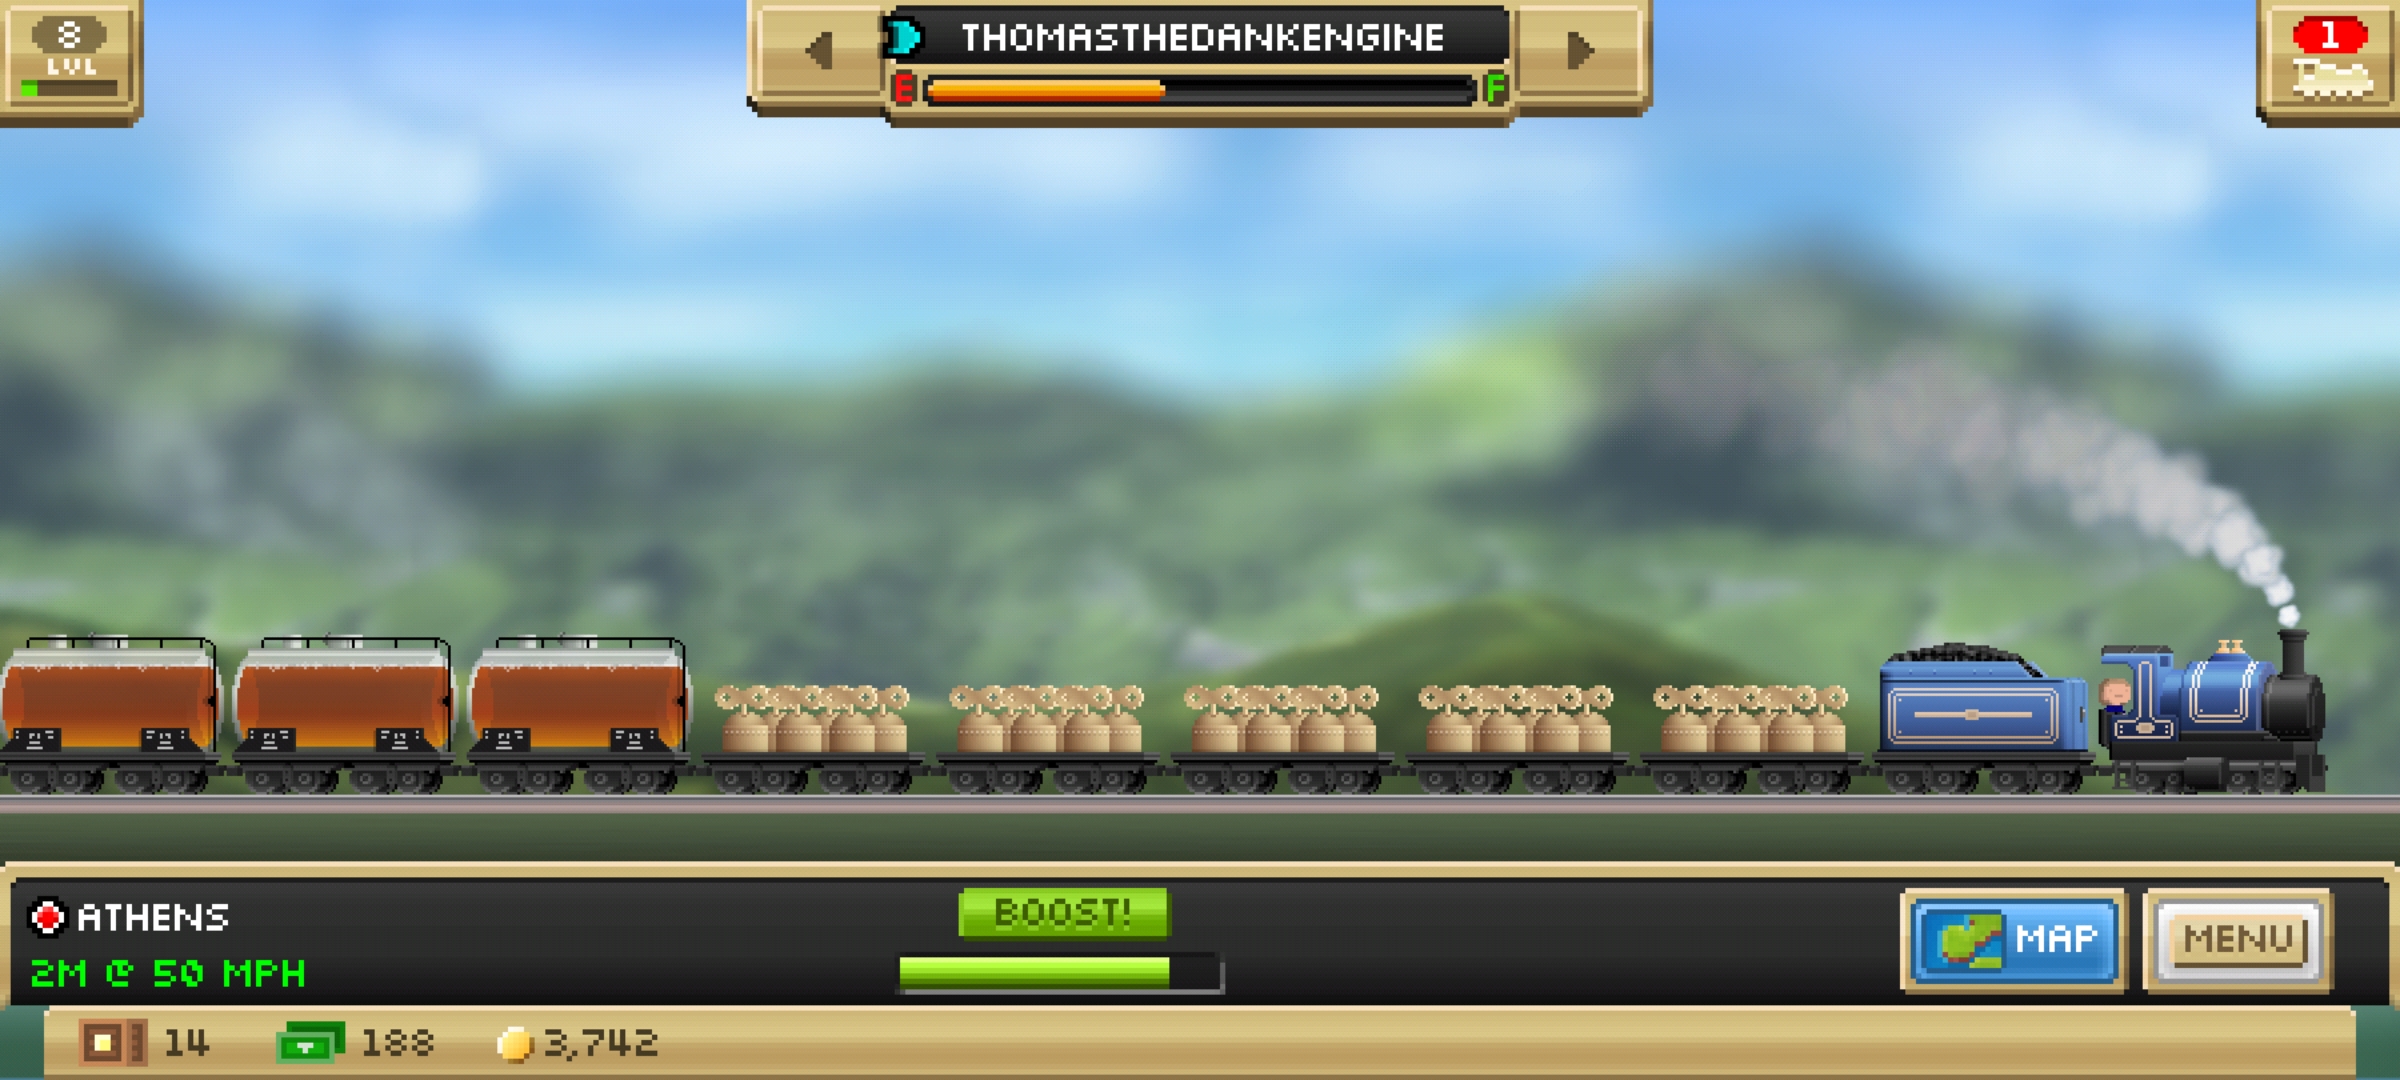 8
LVL
THOMASTHEDANKENGINE
E F
1
ATHENS
2M @ 50 MPH
BOOST!
MAP
MENU
14 188 3,742